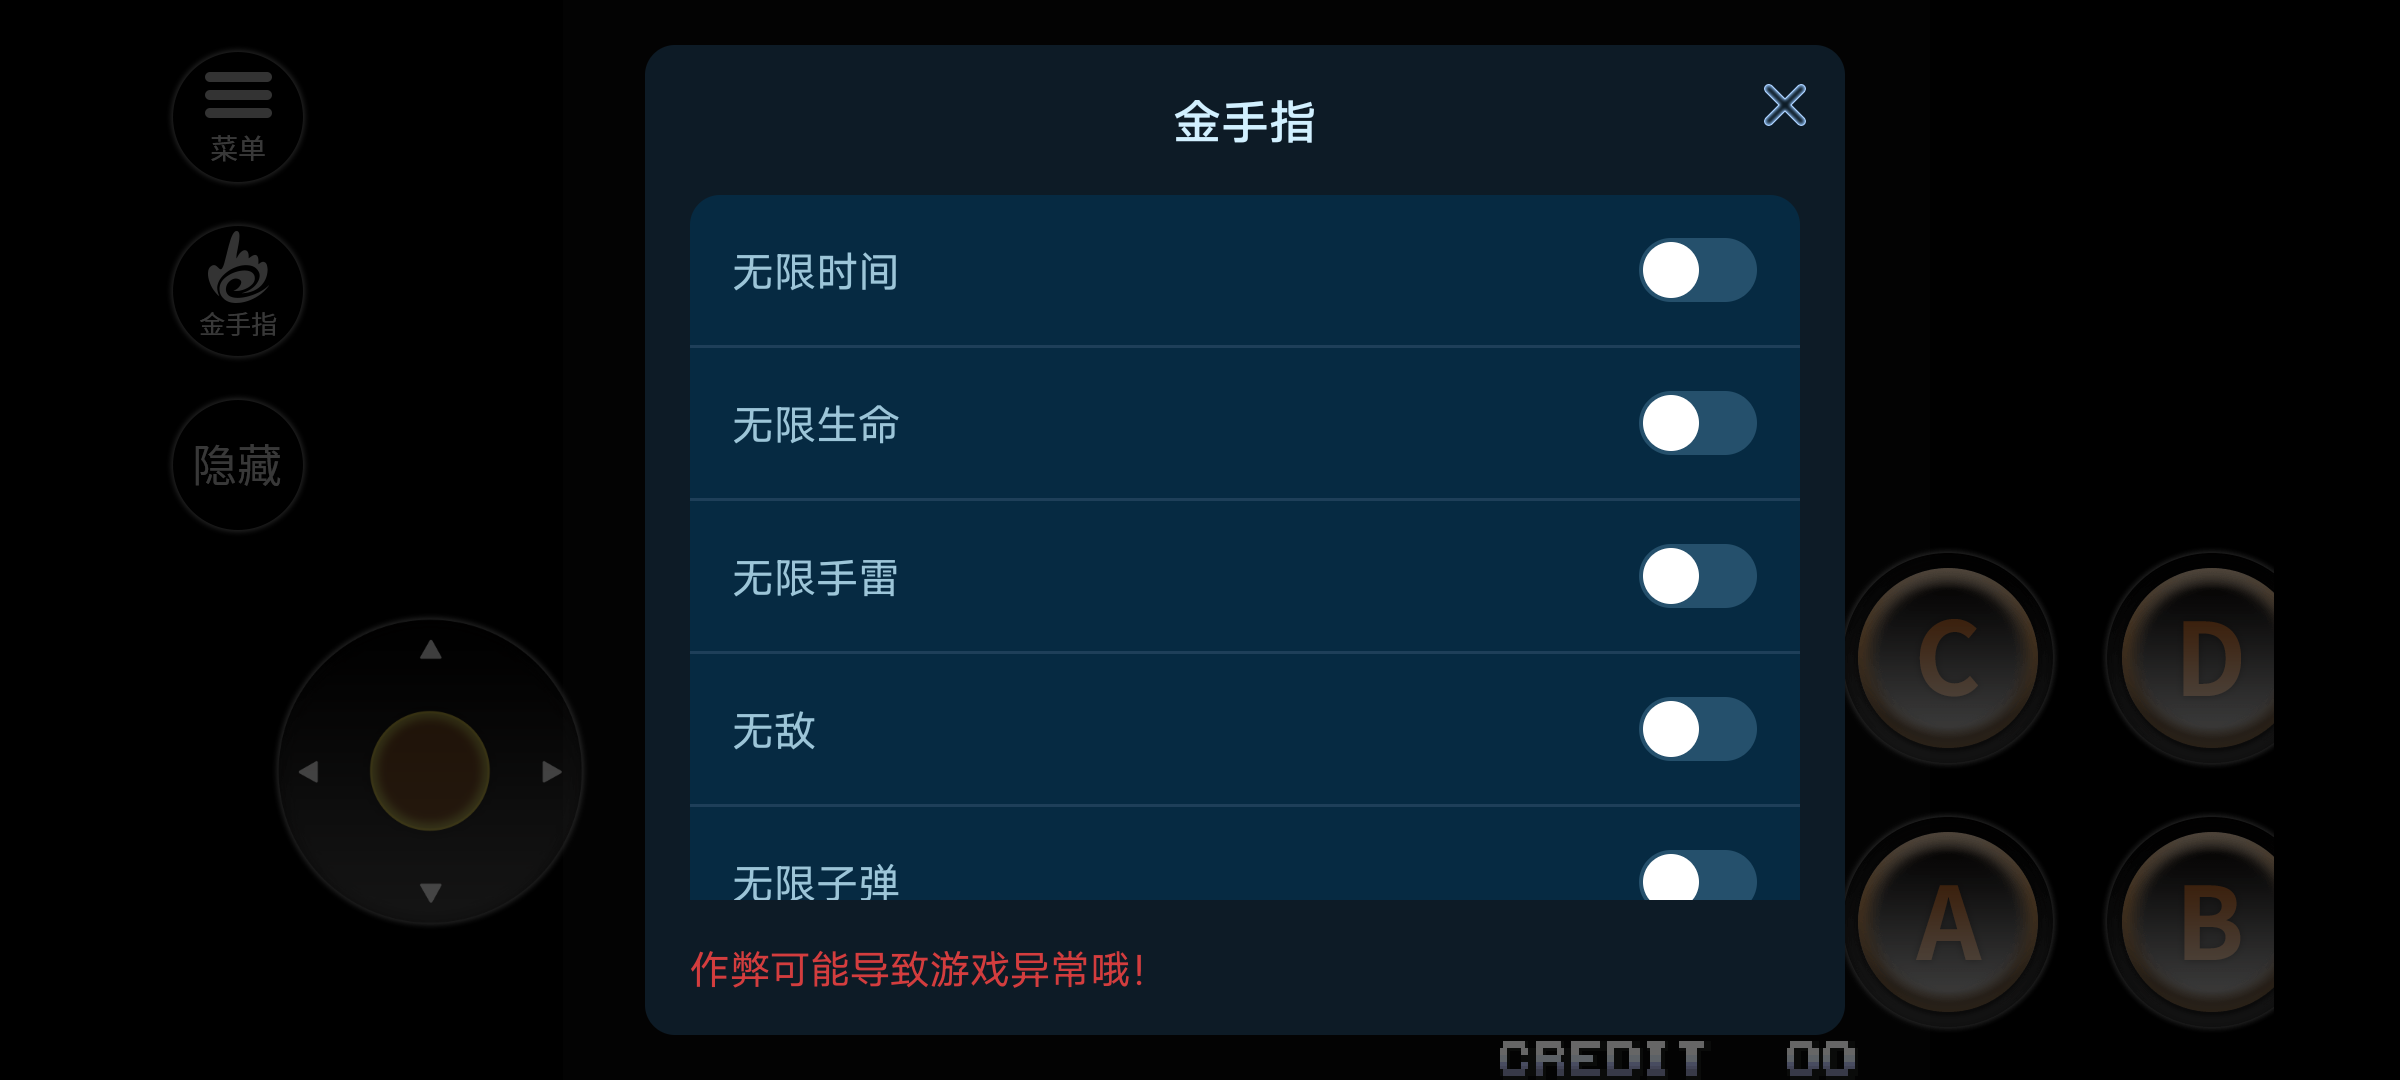 菜单
金手指
隐藏
金手指
无限时间
无限生命
无限手雷
无敌
无限子弹
作弊可能导致游戏异常哦!
C
D
A
B
CREDIT 00